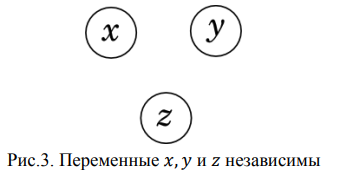 x y
z
Рис.3. Переменные x, y и z независимы